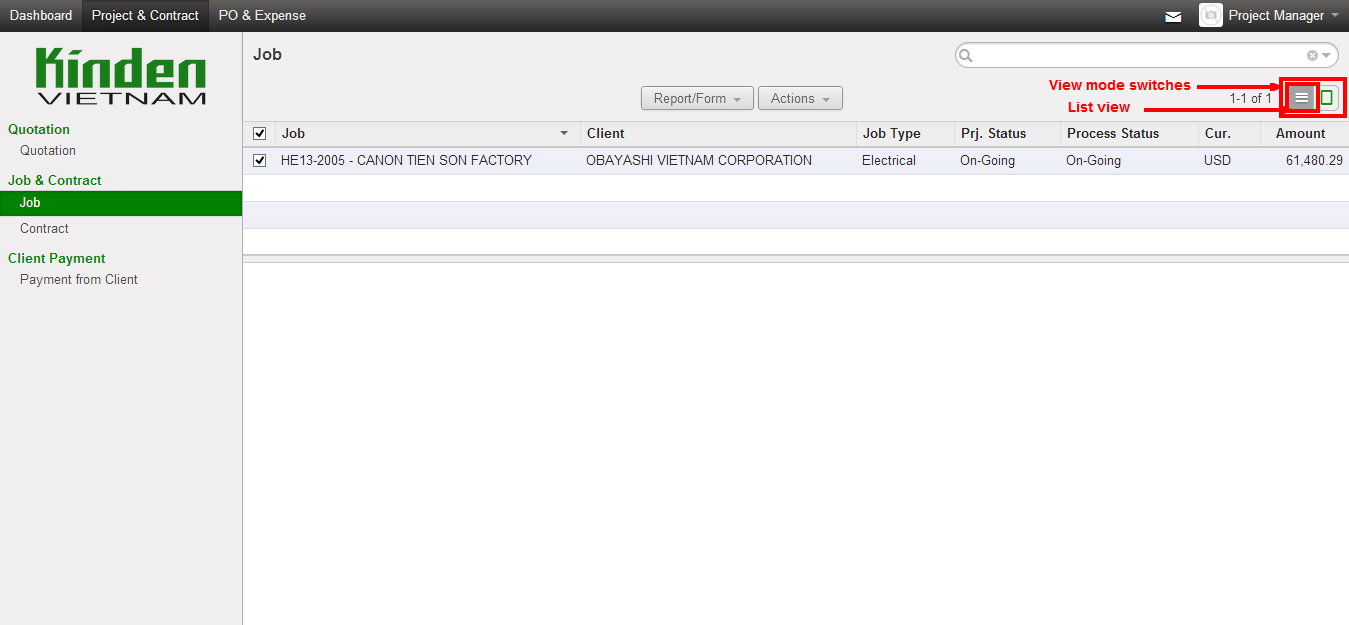 Dashboard Project & Contract PO & Expense Project Manager
Kinden
VIETNAM
Job
View mode switches
Report/Form Actions 1-1 of 1
List view
Quotation
Quotation
Job & Contract
Job
Contract
Client Payment
Payment from Client
Job Client Job Type Prj. Status Process Status Cur. Amount
HE13-2005 - CANON TIEN SON FACTORY OBAYASHI VIETNAM CORPORATION Electrical On-Going On-Going USD 61,480.29